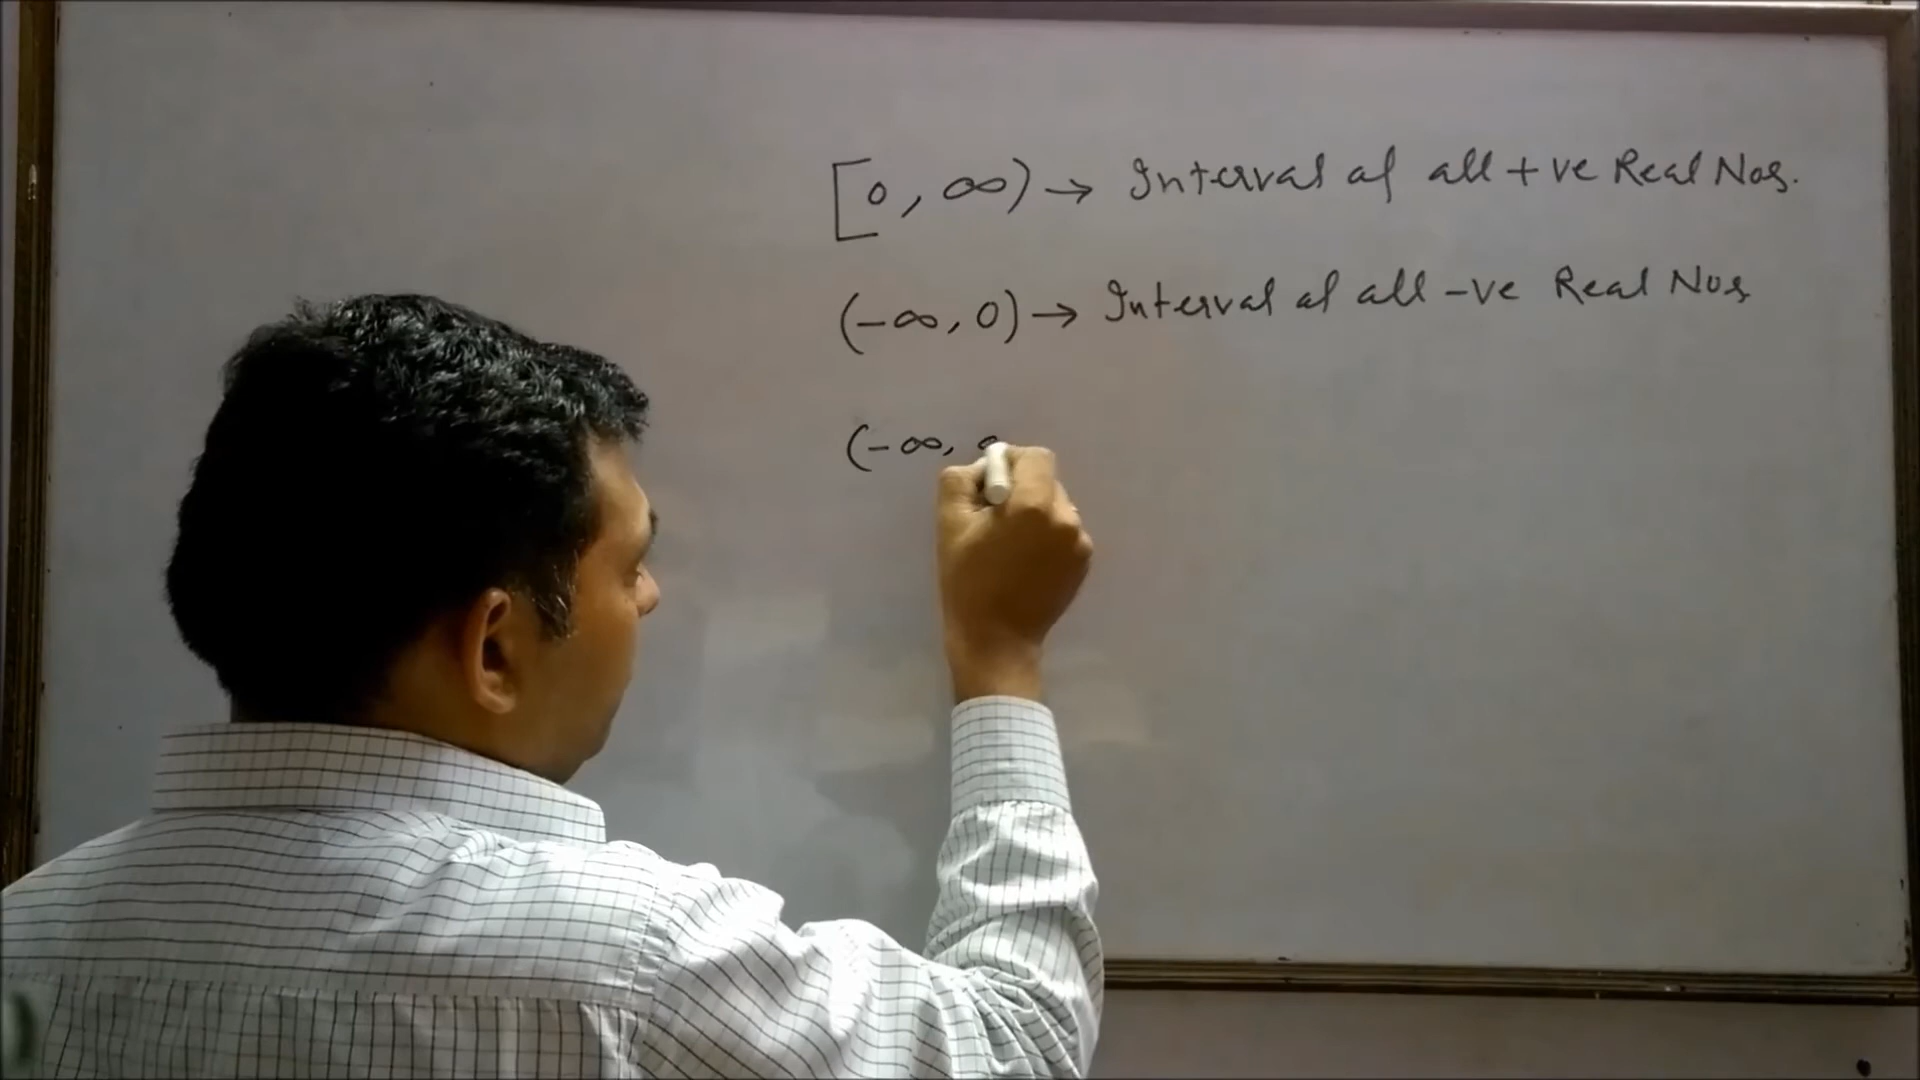 [0, ∞) → Interval of all +ve Real Nos.
(-∞, 0) → Interval of all -ve Real Nos
(-∞,